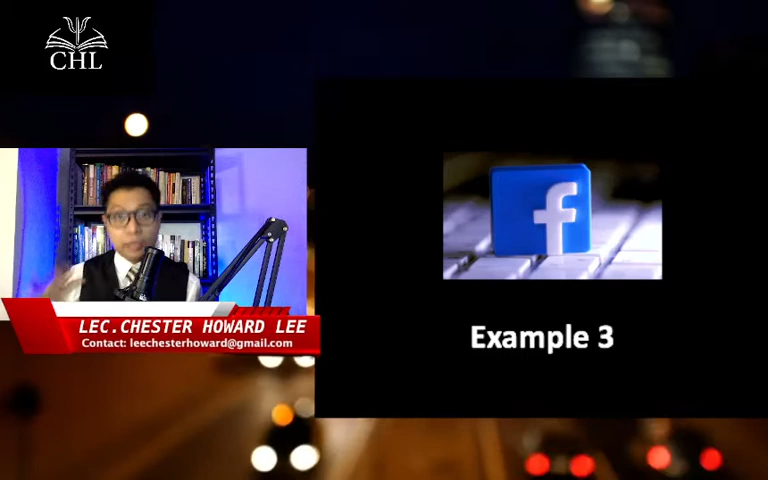 CHL
LEC.CHESTER HOWARD LEE
Contact: leechesterhoward@gmail.com
f
Example 3